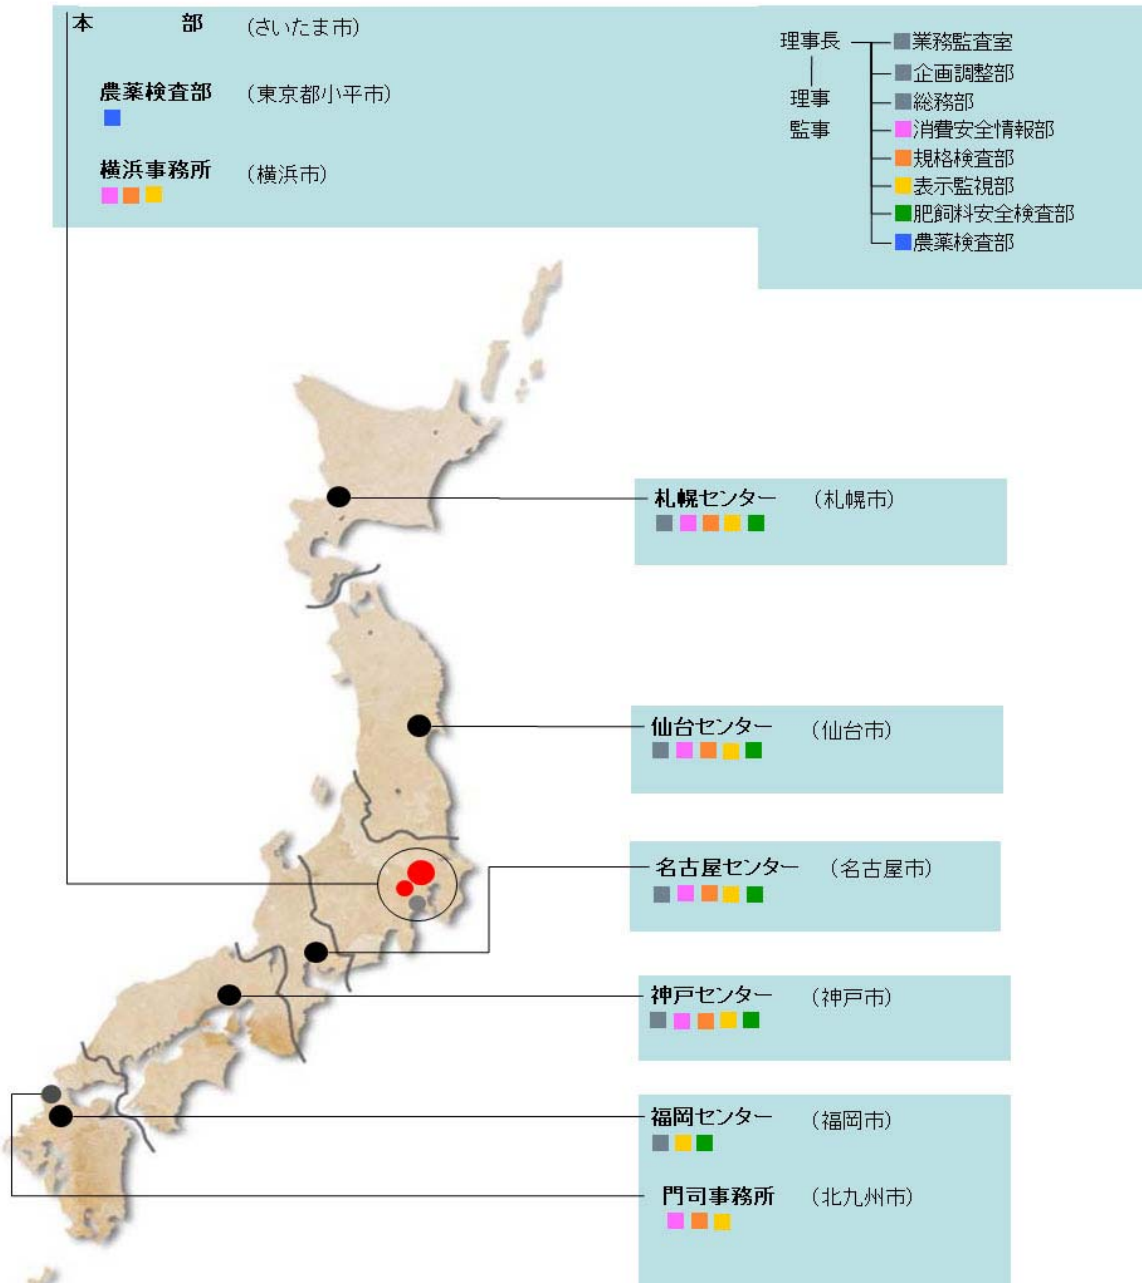 本　部　(さいたま市)
農薬検査部　(東京都小平市)
横浜事務所　(横浜市)
理事長
理事
監事
業務監査室
企画調整部
総務部
消費安全情報部
規格検査部
表示監視部
肥飼料安全検査部
農薬検査部
札幌センター　(札幌市)
仙台センター　(仙台市)
名古屋センター　(名古屋市)
神戸センター　(神戸市)
福岡センター　(福岡市)
門司事務所　(北九州市)